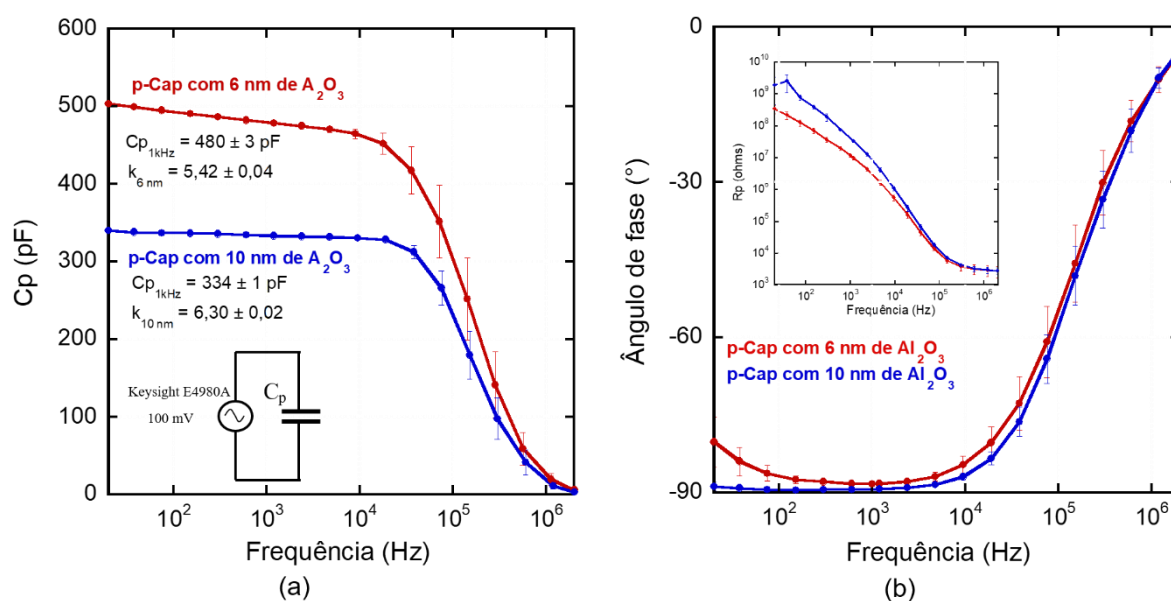 600
500
400
300
200
100
0
Cp (pF)
p-Cap com 6 nm de A₂O₃
Cp₁ₖHz = 480 ± 3 pF
k₆ ₙₘ = 5,42 ± 0,04
p-Cap com 10 nm de A₂O₃
Cp₁ₖHz = 334 ± 1 pF
k₁₀ ₙₘ = 6,30 ± 0,02
Keysight E4980A
100 mV
Cₚ
10² 10³ 10⁴ 10⁵ 10⁶
Frequência (Hz)
(a)
0
-30
-60
-90
Ângulo de fase (°)
10¹⁰
10⁹
10⁸
10⁷
10⁶
10⁵
10⁴
10³
Rp (ohms)
10² 10³ 10⁴ 10⁵ 10⁶
Frequência (Hz)
p-Cap com 6 nm de Al₂O₃
p-Cap com 10 nm de Al₂O₃
10² 10³ 10⁴ 10⁵ 10⁶
Frequência (Hz)
(b)